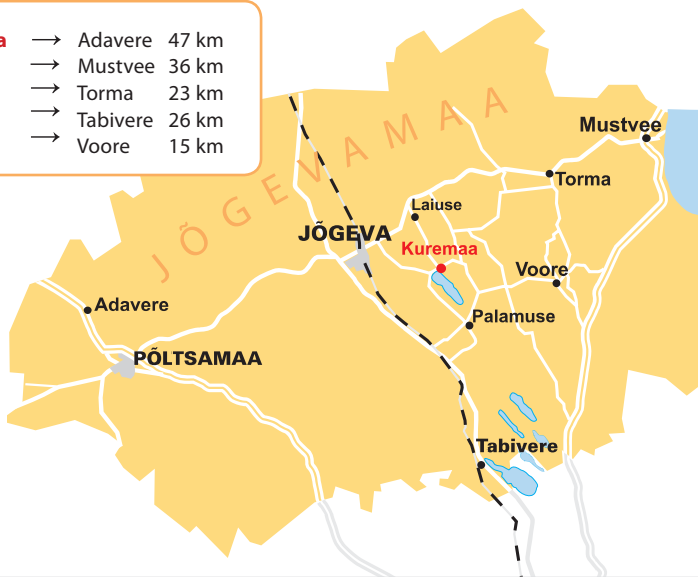 a → Adavere 47 km
→ Mustvee 36 km
→ Torma 23 km
→ Tabivere 26 km
→ Voore 15 km
JÕGEVAMAA
Mustvee
Torma
Laiuse
JÕGEVA
Kuremaa
Voore
Adavere
Palamuse
PÕLTSAMAA
Tabivere